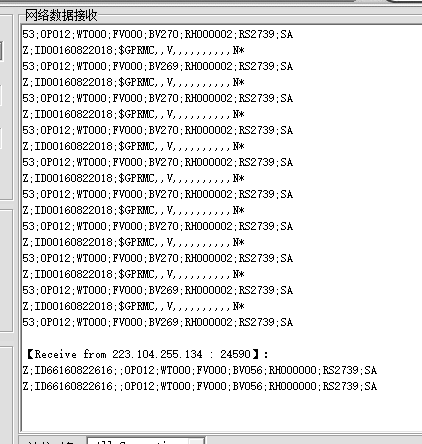 网络数据接收
53;OP012;WT000;FV000;BV270;RH000002;RS2739;SA
Z;ID00160822018;$GPRMC,,V,,,,,,,,,,N*
53;OP012;WT000;FV000;BV269;RH000002;RS2739;SA
Z;ID00160822018;$GPRMC,,V,,,,,,,,,,N*
53;OP012;WT000;FV000;BV270;RH000002;RS2739;SA
Z;ID00160822018;$GPRMC,,V,,,,,,,,,,N*
53;OP012;WT000;FV000;BV270;RH000002;RS2739;SA
Z;ID00160822018;$GPRMC,,V,,,,,,,,,,N*
53;OP012;WT000;FV000;BV270;RH000002;RS2739;SA
Z;ID00160822018;$GPRMC,,V,,,,,,,,,,N*
53;OP012;WT000;FV000;BV270;RH000002;RS2739;SA
Z;ID00160822018;$GPRMC,,V,,,,,,,,,,N*
53;OP012;WT000;FV000;BV270;RH000002;RS2739;SA
Z;ID00160822018;$GPRMC,,V,,,,,,,,,,N*
53;OP012;WT000;FV000;BV270;RH000002;RS2739;SA
Z;ID00160822018;$GPRMC,,V,,,,,,,,,,N*
53;OP012;WT000;FV000;BV269;RH000002;RS2739;SA
Z;ID00160822018;$GPRMC,,V,,,,,,,,,,N*
53;OP012;WT000;FV000;BV269;RH000002;RS2739;SA
【Receive from 223.104.255.134 : 24590】:
Z;ID66160822616;;OP012;WT000;FV000;BV056;RH000000;RS2739;SA
Z;ID66160822616;;OP012;WT000;FV000;BV056;RH000000;RS2739;SA